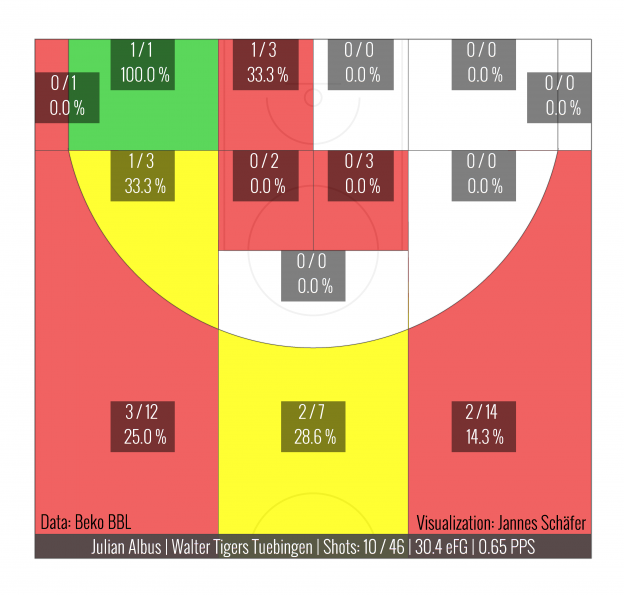 1 / 1
100.0 %
1 / 3
33.3 %
0 / 0
0.0 %
0 / 0
0.0 %
0 / 1
0.0 %
0 / 0
0.0 %
1 / 3
33.3 %
0 / 2
0.0 %
0 / 3
0.0 %
0 / 0
0.0 %
0 / 0
0.0 %
3 / 12
25.0 %
2 / 7
28.6 %
2 / 14
14.3 %
Data: Beko BBL
Visualization: Jannes Schäfer
Julian Albus | Walter Tigers Tuebingen | Shots: 10 / 46 | 30.4 eFG | 0.65 PPS